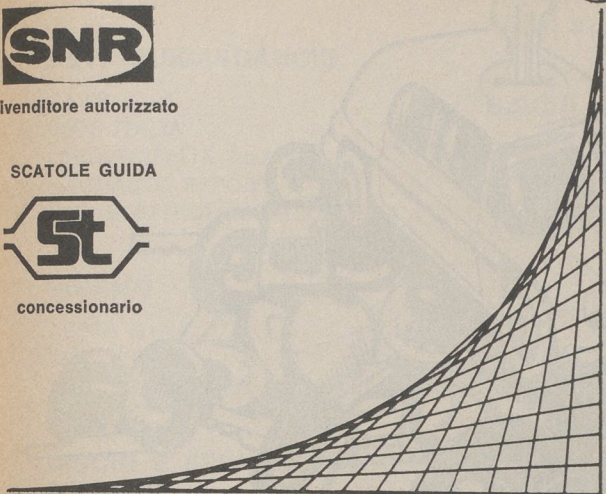 SNR
ivenditore autorizzato
SCATOLE GUIDA
St
concessionario